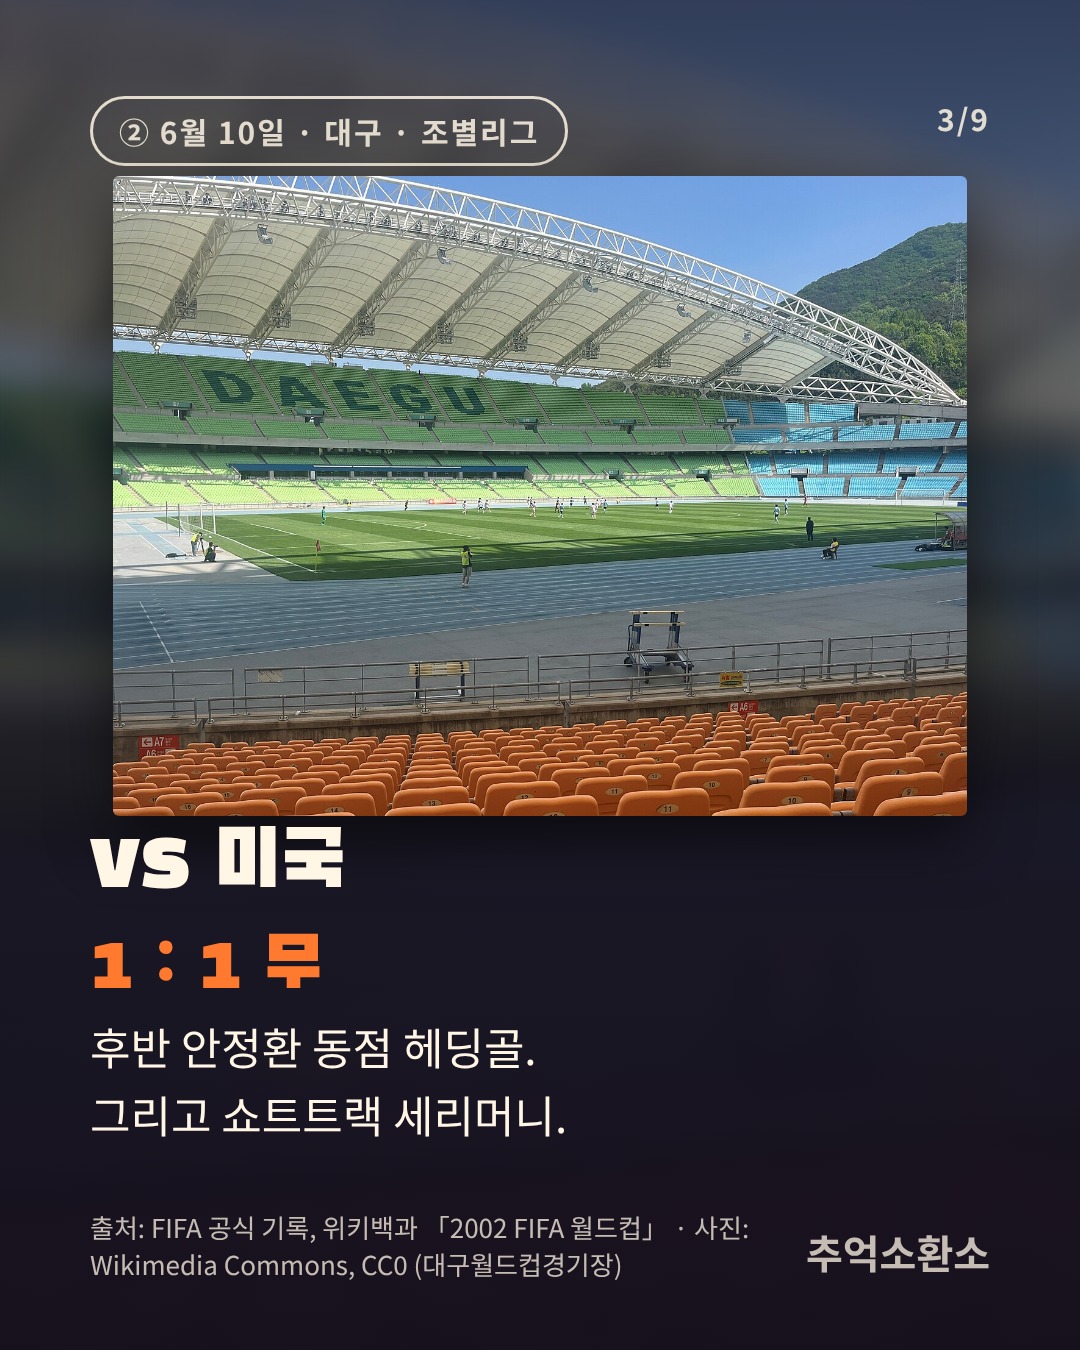 ② 6월 10일 · 대구 · 조별리그
3/9
DAEGU
A7
A6
A6
vs 미국
1 : 1 무
후반 안정환 동점 헤딩골.
그리고 쇼트트랙 세리머니.
출처: FIFA 공식 기록, 위키백과 「2002 FIFA 월드컵」 · 사진:
Wikimedia Commons, CC0 (대구월드컵경기장)
추억소환소